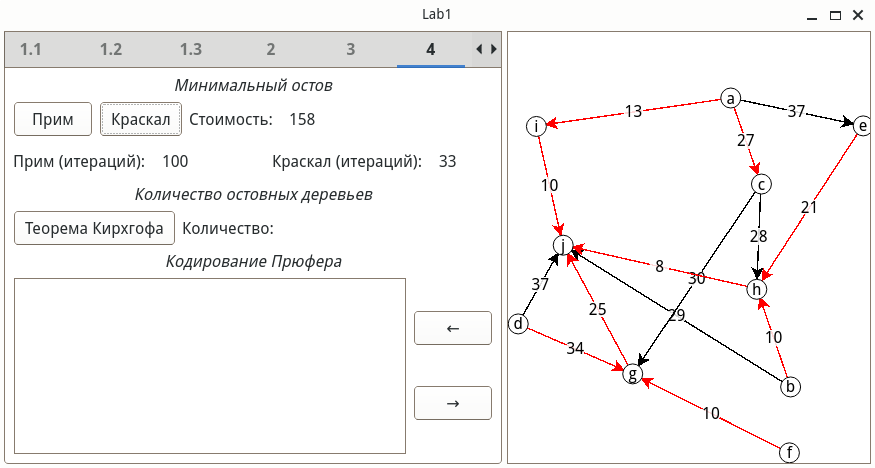 Lab1
1.1 1.2 1.3 2 3 4
Минимальный остов
Прим Краскал Стоимость: 158
Прим (итераций): 100 Краскал (итераций): 33
Количество остовных деревьев
Теорема Кирхгофа Количество:
Кодирование Прюфера
←
→
a
13
37
i
e
27
c
10
21
28
j
8
30
h
37
25
29
d
10
34
g
b
10
f